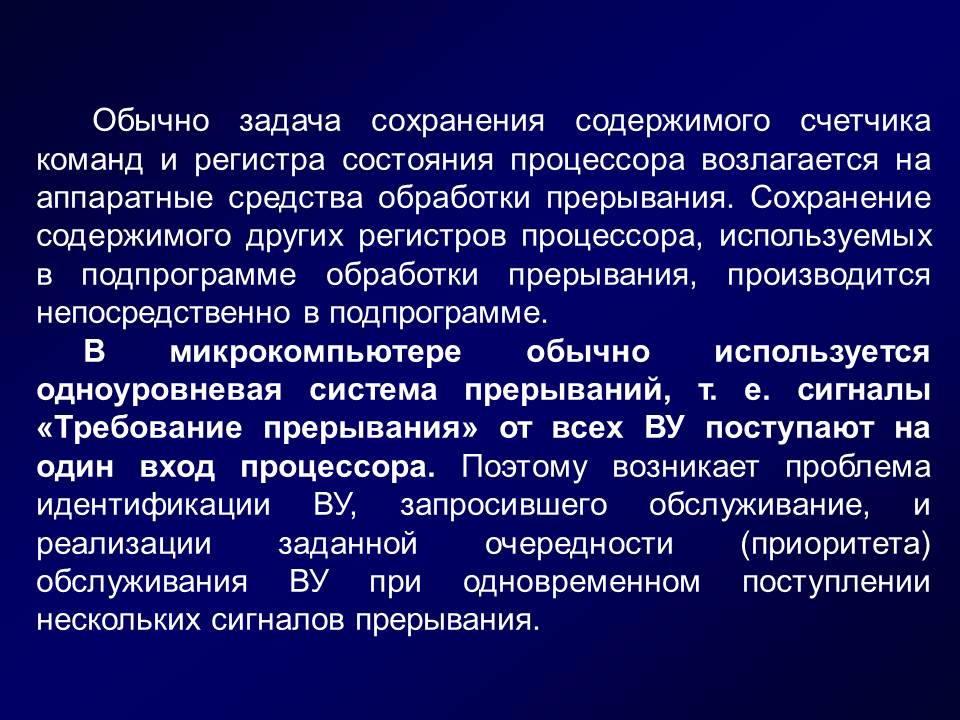 Обычно задача сохранения содержимого счетчика
команд и регистра состояния процессора возлагается на
аппаратные средства обработки прерывания. Сохранение
содержимого других регистров процессора, используемых
в подпрограмме обработки прерывания, производится
непосредственно в подпрограмме.
В микрокомпьютере обычно используется
одноуровневая система прерываний, т. е. сигналы
«Требование прерывания» от всех ВУ поступают на
один вход процессора. Поэтому возникает проблема
идентификации ВУ, запросившего обслуживание, и
реализации заданной очередности (приоритета)
обслуживания ВУ при одновременном поступлении
нескольких сигналов прерывания.